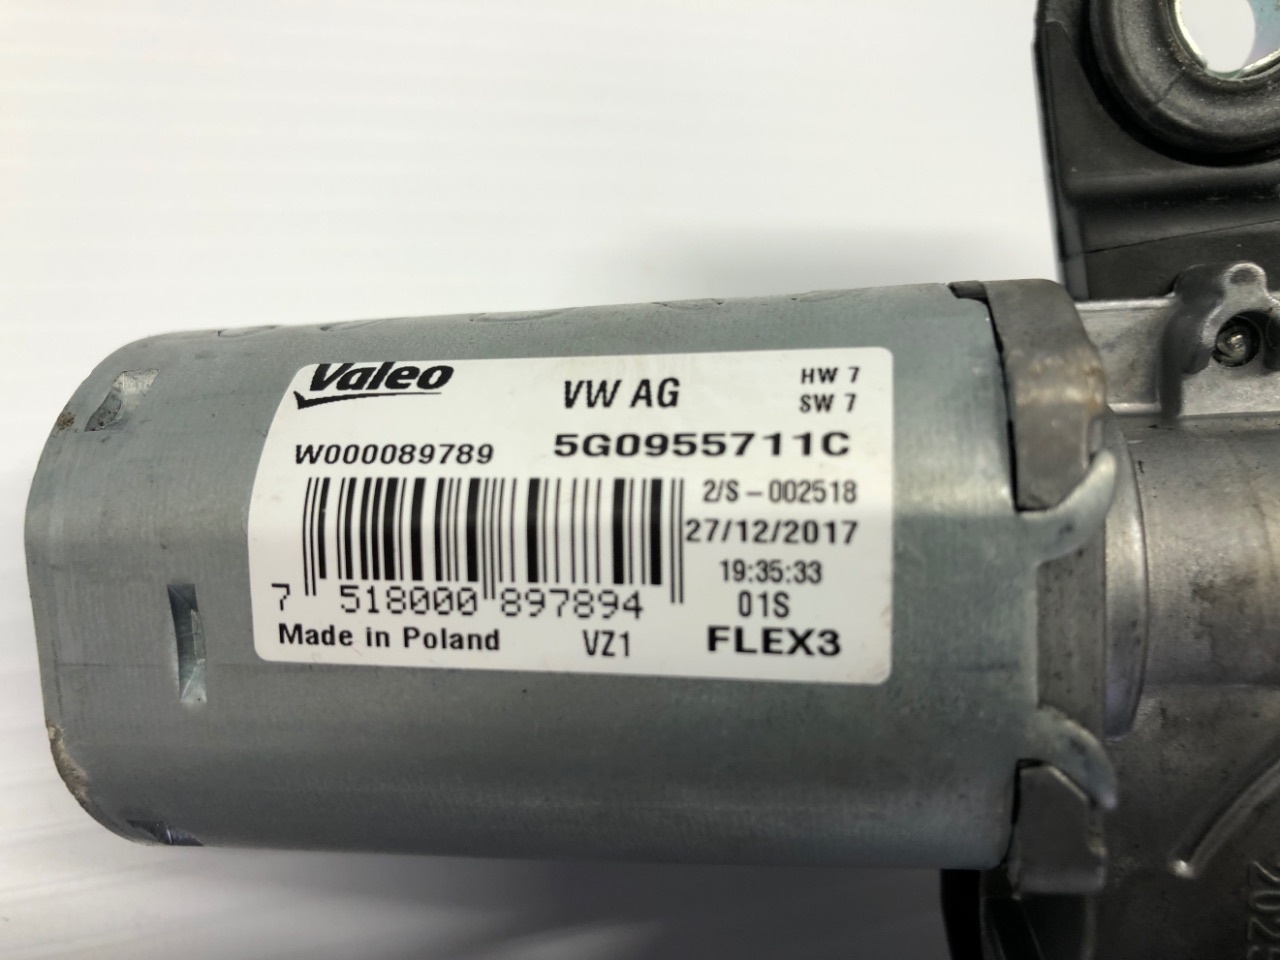 Valeo VW AG HW 7
SW 7
W000089789 5G0955711C
2/S-002518
27/12/2017
19:35:33
7 518000 897894 01S
Made in Poland VZ1 FLEX3